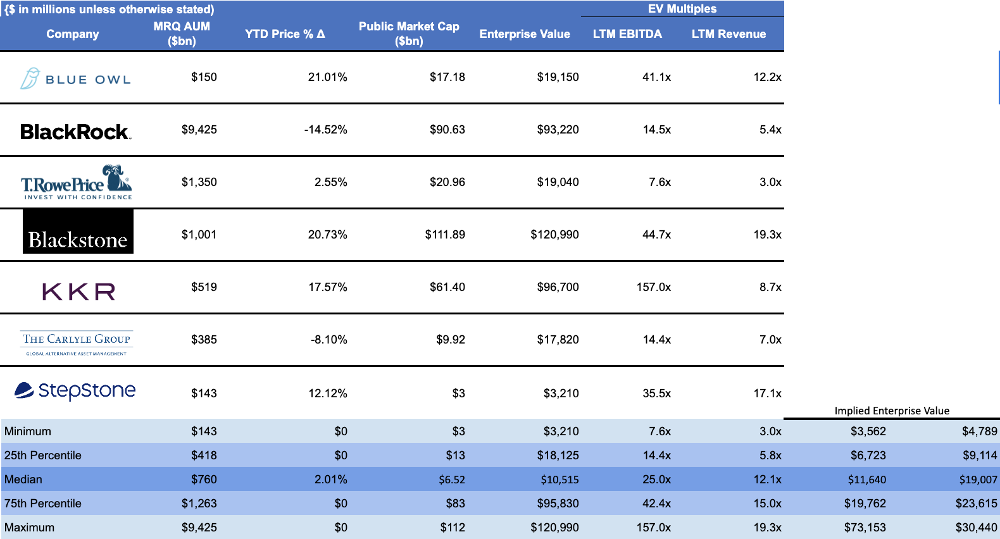 {$ in millions unless otherwise stated)
EV Multiples
Company MRQ AUM ($bn) YTD Price % Δ Public Market Cap ($bn) Enterprise Value LTM EBITDA LTM Revenue
BLUE OWL $150 21.01% $17.18 $19,150 41.1x 12.2x
BlackRock. $9,425 -14.52% $90.63 $93,220 14.5x 5.4x
T.RowePrice® $1,350 2.55% $20.96 $19,040 7.6x 3.0x
INVEST WITH CONFIDENCE
Blackstone $1,001 20.73% $111.89 $120,990 44.7x 19.3x
KKR $519 17.57% $61.40 $96,700 157.0x 8.7x
THE CARLYLE GROUP $385 -8.10% $9.92 $17,820 14.4x 7.0x
GLOBAL ALTERNATIVE ASSET MANAGEMENT
StepStone $143 12.12% $3 $3,210 35.5x 17.1x
Implied Enterprise Value
Minimum $143 $0 $3 $3,210 7.6x 3.0x $3,562 $4,789
25th Percentile $418 $0 $13 $18,125 14.4x 5.8x $6,723 $9,114
Median $760 2.01% $6.52 $10,515 25.0x 12.1x $11,640 $19,007
75th Percentile $1,263 $0 $83 $95,830 42.4x 15.0x $19,762 $23,615
Maximum $9,425 $0 $112 $120,990 157.0x 19.3x $73,153 $30,440